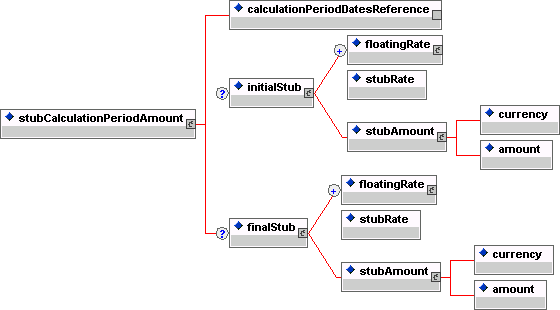 calculationPeriodDatesReference
floatingRate
initialStub
stubRate
stubCalculationPeriodAmount
stubAmount
currency
amount
floatingRate
finalStub
stubRate
stubAmount
currency
amount